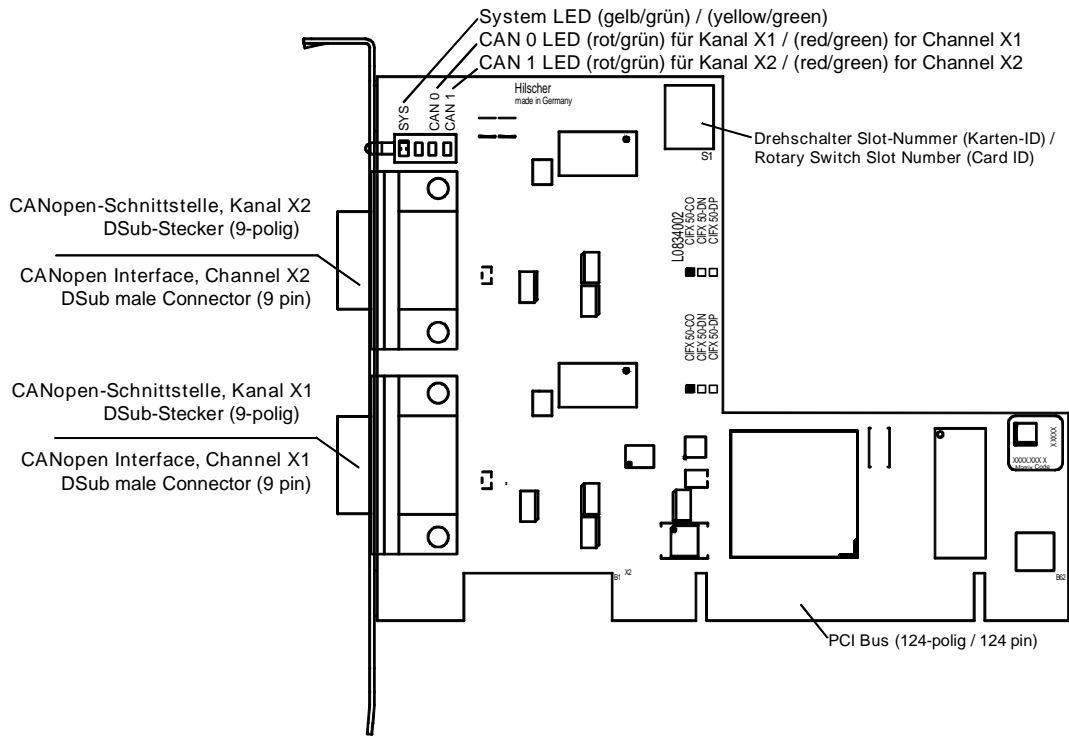 System LED (gelb/grün) / (yellow/green)
CAN 0 LED (rot/grün) für Kanal X1 / (red/green) for Channel X1
CAN 1 LED (rot/grün) für Kanal X2 / (red/green) for Channel X2
Hilscher
made in Germany
SYS
CAN 0
CAN 1
S1
Drehschalter Slot-Nummer (Karten-ID) /
Rotary Switch Slot Number (Card ID)
CANopen-Schnittstelle, Kanal X2
DSub-Stecker (9-polig)
CANopen Interface, Channel X2
DSub male Connector (9 pin)
L0834002
CIFX 50-CO
CIFX 50-DN
CIFX 50-DP
CIFX 50-CO
CIFX 50-DN
CIFX 50-DP
CANopen-Schnittstelle, Kanal X1
DSub-Stecker (9-polig)
CANopen Interface, Channel X1
DSub male Connector (9 pin)
X.XXXX
XXXX.XXX X
Matrix Code
B1
X2
B62
PCI Bus (124-polig / 124 pin)